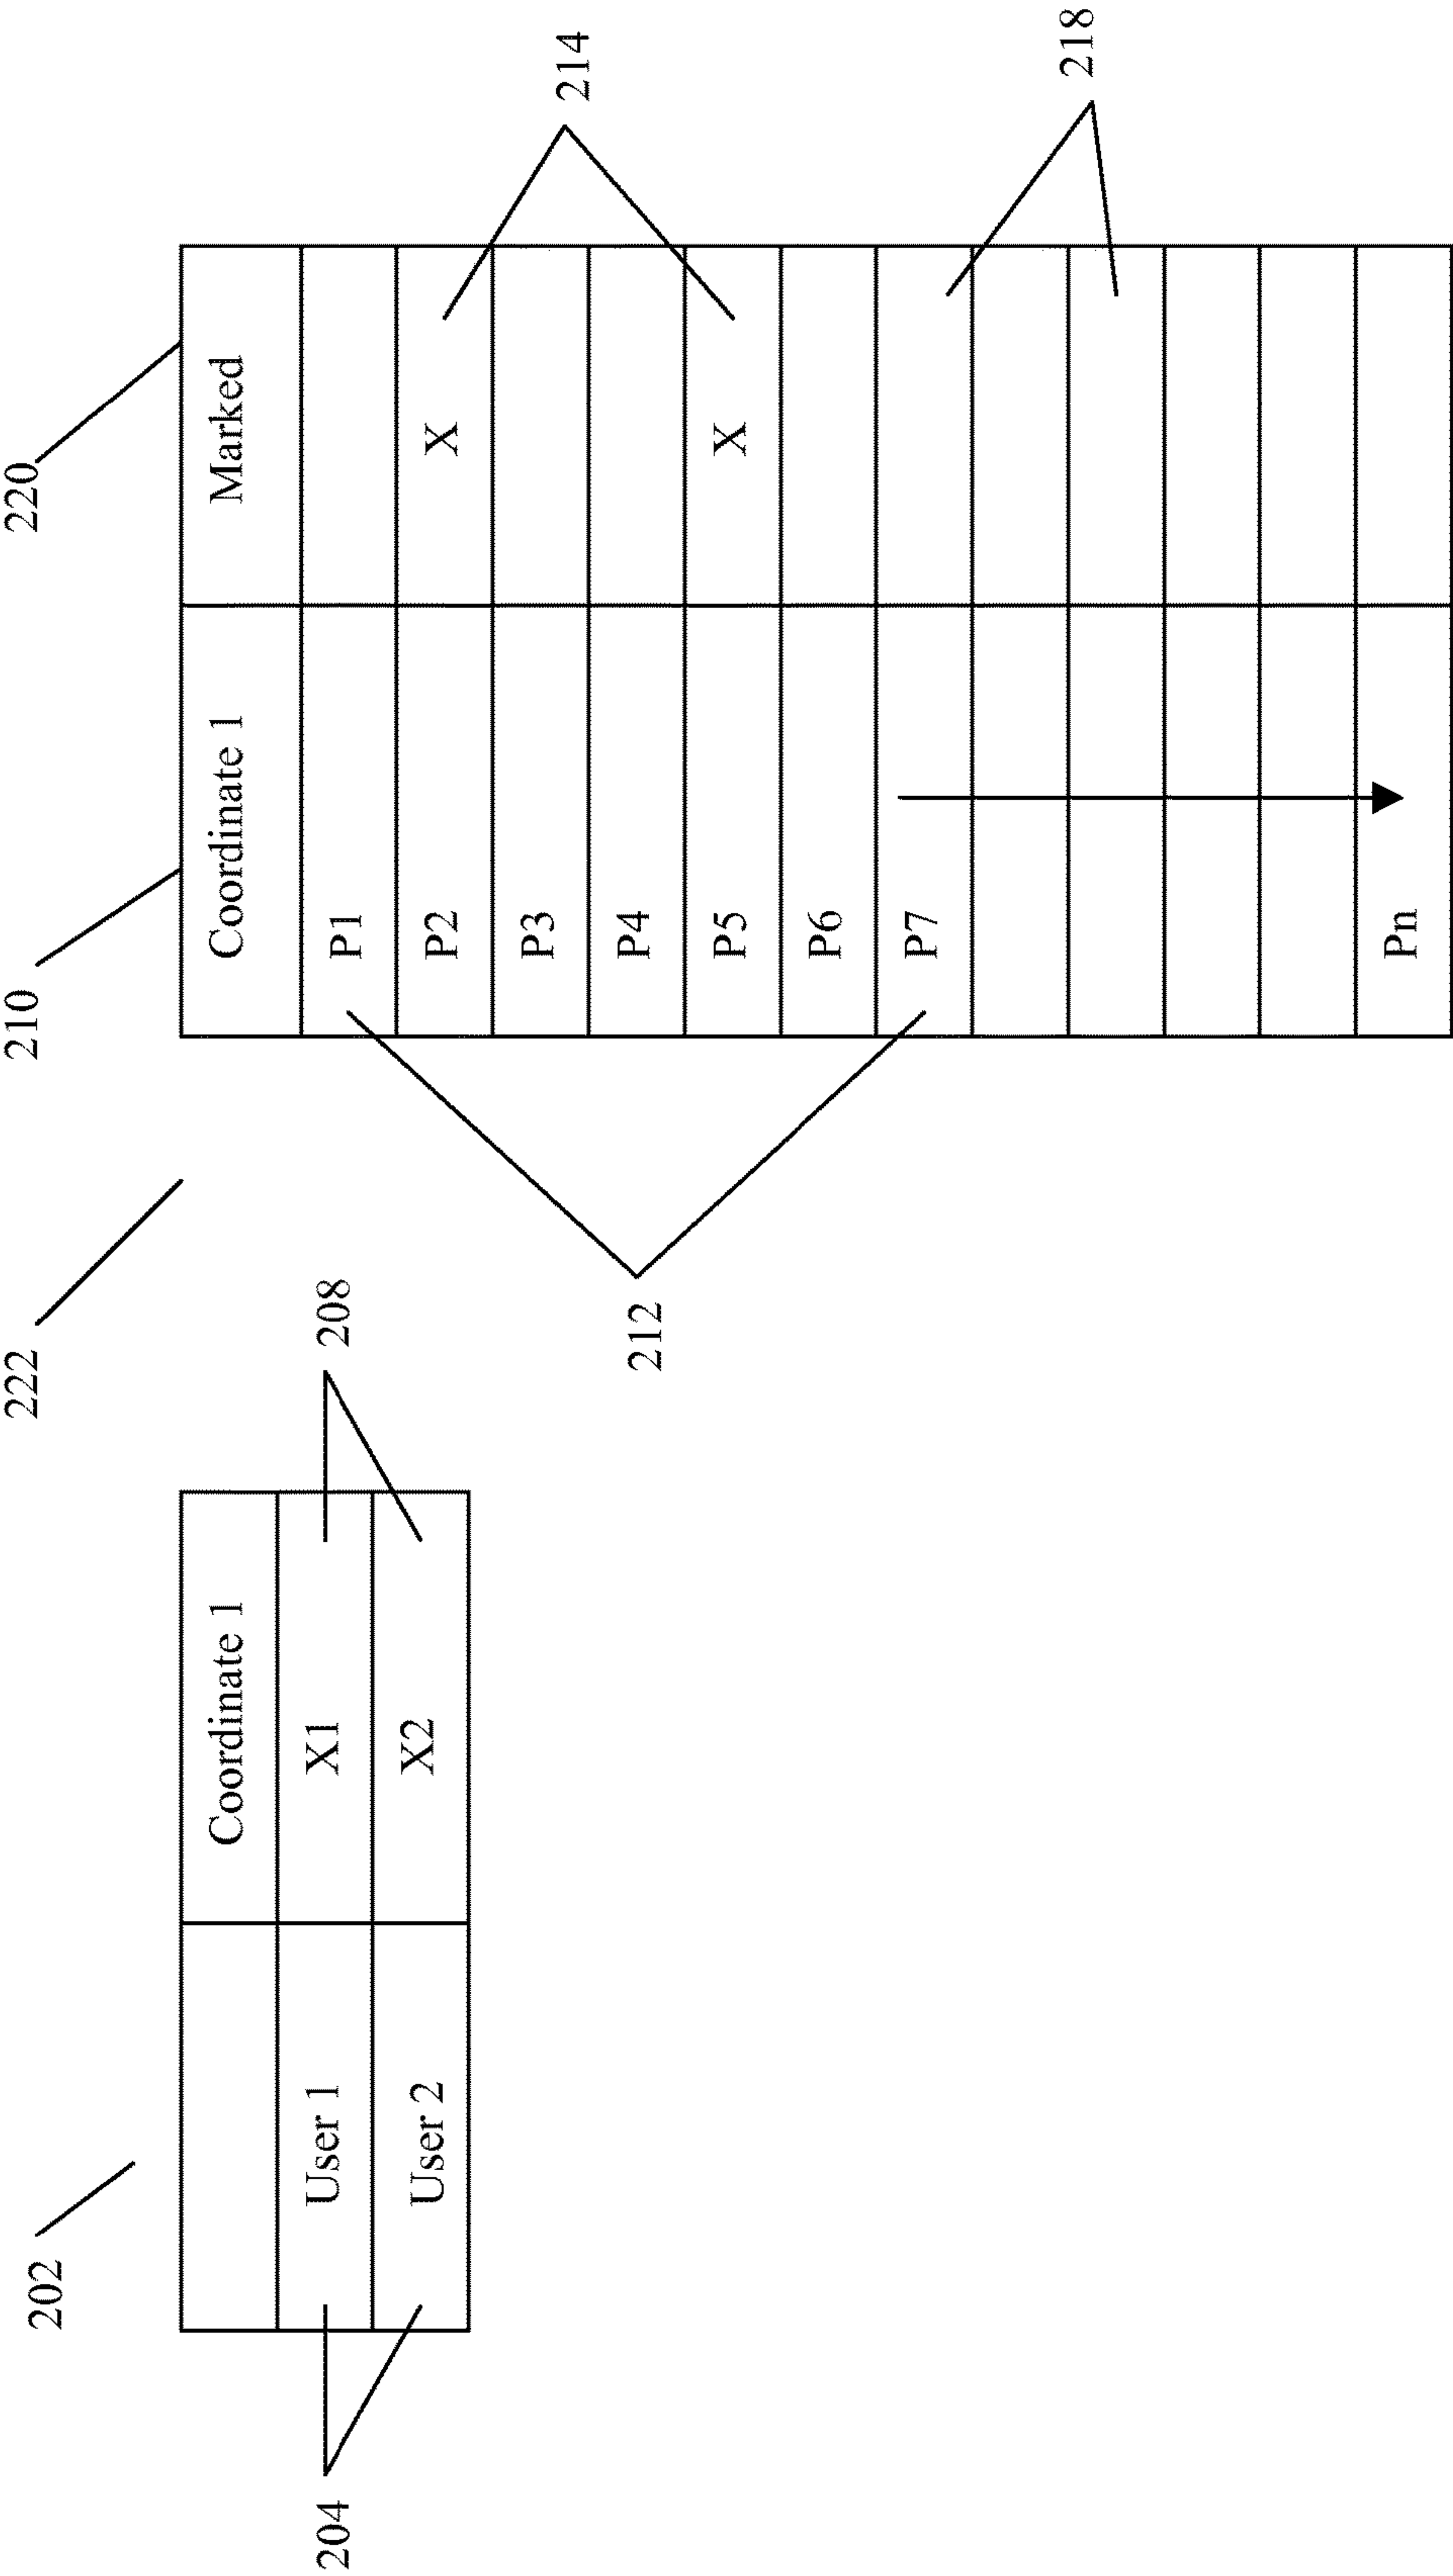 202
222
210
220
Coordinate 1
User 1 X1
User 2 X2
204
208
Coordinate 1 Marked
P1
P2 X
P3
P4
P5 X
P6
P7
Pn
212
214
218